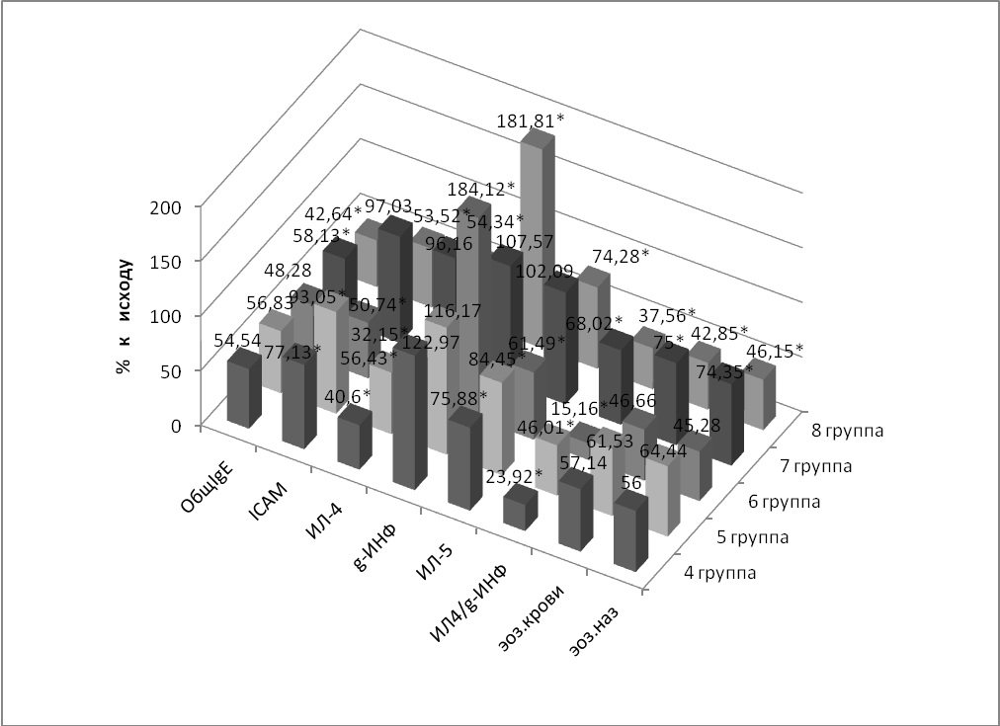 181,81*
184,12*
42,64* 97,03 53,52* 54,34*
58,13* 96,16 107,57
48,28 102,09 74,28*
56,83 93,05* 50,74* 116,17
54,54 77,13* 32,15* 122,97 61,49* 68,02* 37,56*
56,43* 84,45* 75* 42,85*
40,6* 75,88* 15,16* 46,66 74,35* 46,15*
46,01* 61,53 45,28
23,92* 57,14 64,44
56
200
150
100
50
0
% к исходу
ОбщIgE
ICAM
ИЛ-4
g-ИНФ
ИЛ-5
ИЛ4/g-ИНФ
эоз.крови
эоз.наз
8 группа
7 группа
6 группа
5 группа
4 группа